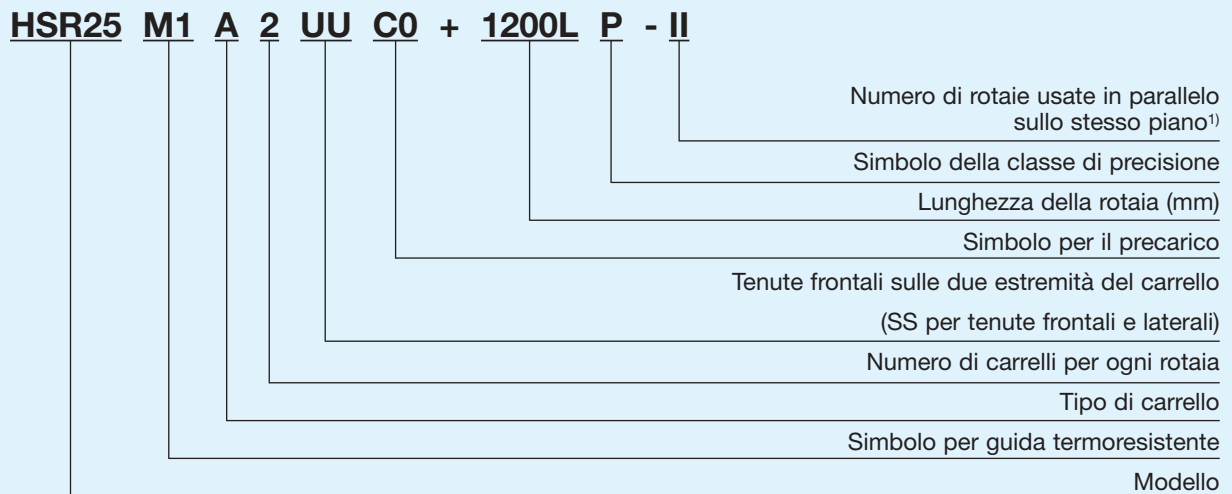 HSR25 M1 A 2 UU C0 + 1200L P - II
Numero di rotaie usate in parallelo
sullo stesso piano1)
Simbolo della classe di precisione
Lunghezza della rotaia (mm)
Simbolo per il precarico
Tenute frontali sulle due estremità del carrello
(SS per tenute frontali e laterali)
Numero di carrelli per ogni rotaia
Tipo di carrello
Simbolo per guida termoresistente
Modello